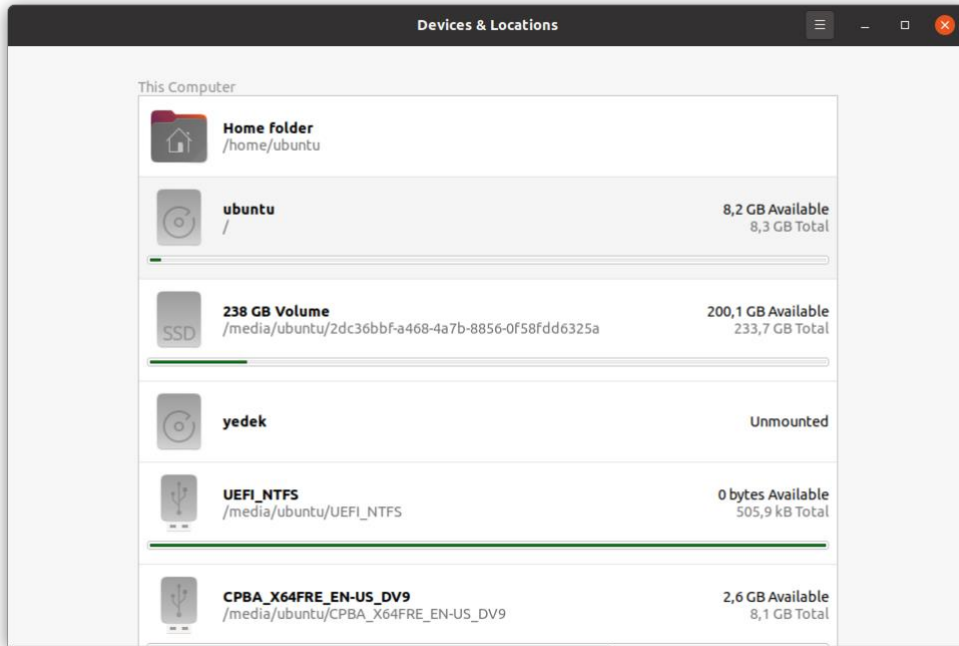 Devices & Locations
This Computer
Home folder
/home/ubuntu
ubuntu
8,2 GB Available
/
8,3 GB Total
238 GB Volume
200,1 GB Available
/media/ubuntu/2dc36bbf-a468-4a7b-8856-0f58fdd6325a
233,7 GB Total
SSD
yedek
Unmounted
UEFI_NTFS
0 bytes Available
/media/ubuntu/UEFI_NTFS
505,9 kB Total
CPBA_X64FRE_EN-US_DV9
2,6 GB Available
/media/ubuntu/CPBA_X64FRE_EN-US_DV9
8,1 GB Total